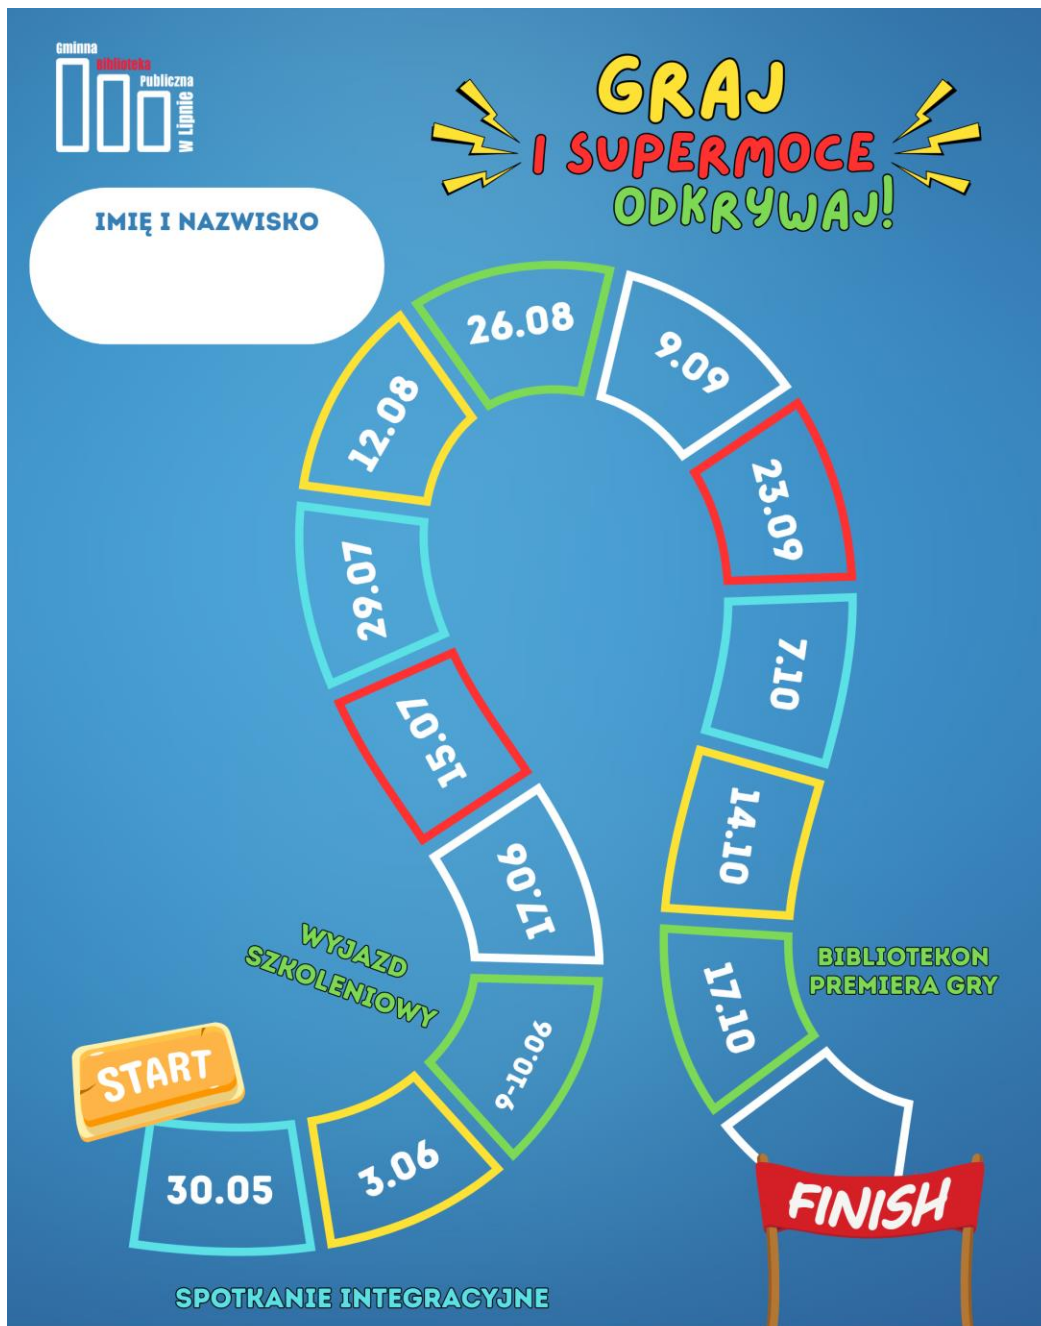 Gminna
Biblioteka
Publiczna
w Lipnie
GRAJ
I SUPERMOCE
ODKRYWAJ!
IMIĘ I NAZWISKO
START
30.05
SPOTKANIE INTEGRACYJNE
3.06
9-10.06
WYJAZD
SZKOLENIOWY
17.06
15.07
29.07
12.08
26.08
9.09
23.09
7.10
14.10
17.10
BIBLIOTEKON
PREMIERA GRY
FINISH